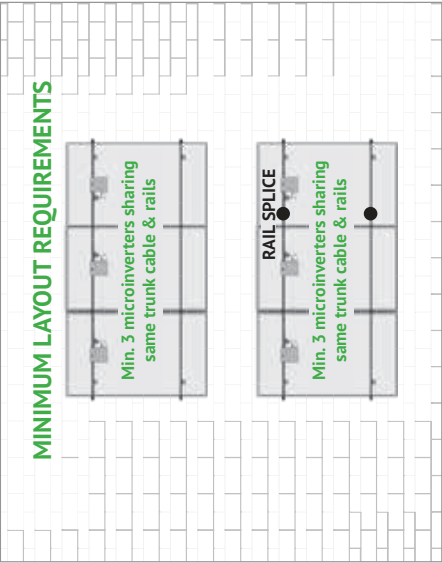 MINIMUM LAYOUT REQUIREMENTS
Min. 3 microinverters sharing
same trunk cable & rails
RAIL SPLICE
Min. 3 microinverters sharing
same trunk cable & rails